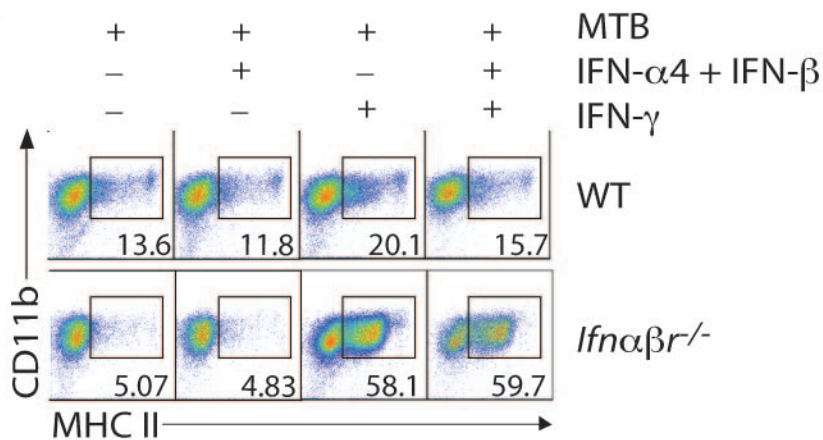 + + + + MTB
– + – + IFN-α4 + IFN-β
– – + + IFN-γ
CD11b
13.6 11.8 20.1 15.7 WT
5.07 4.83 58.1 59.7 Ifnαβr-/-
MHC II